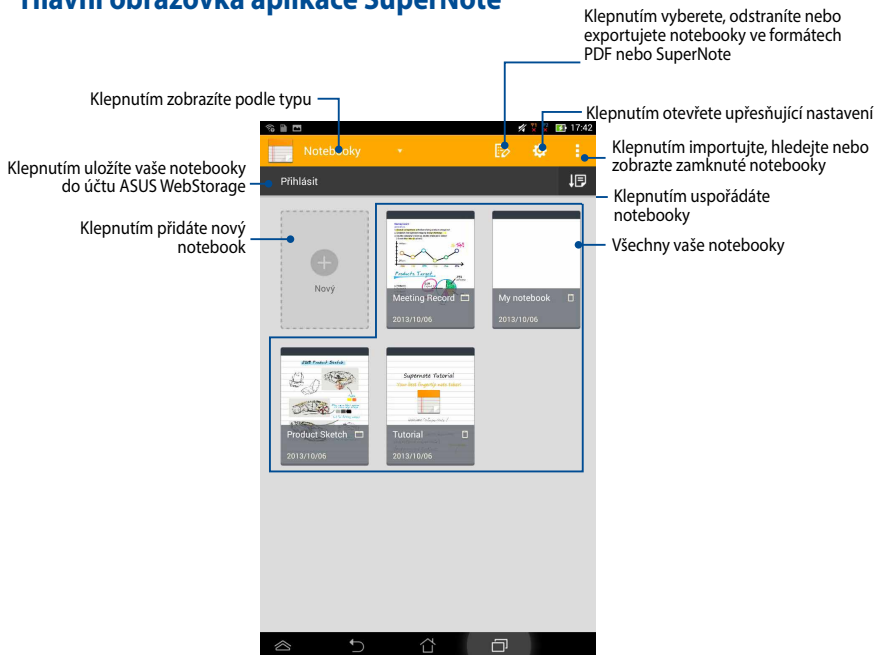 Hlavní obrazovka aplikace SuperNote
Klepnutím vyberete, odstraníte nebo
exportujete notebooky ve formátech
PDF nebo SuperNote
Klepnutím zobrazíte podle typu
Klepnutím otevřete upřesňující nastavení
Klepnutím importujte, hledejte nebo
zobrazte zamknuté notebooky
Klepnutím uložíte vaše notebooky
do účtu ASUS WebStorage
Klepnutím uspořádáte
notebooky
Klepnutím přidáte nový
notebook
Všechny vaše notebooky
17:42
Notebooky
Přihlásit
Nový
Products Target
Meeting Record
2013/10/06
My notebook
2013/10/06
Product Sketch
2013/10/06
Supernote Tutorial
Tutorial
2013/10/06